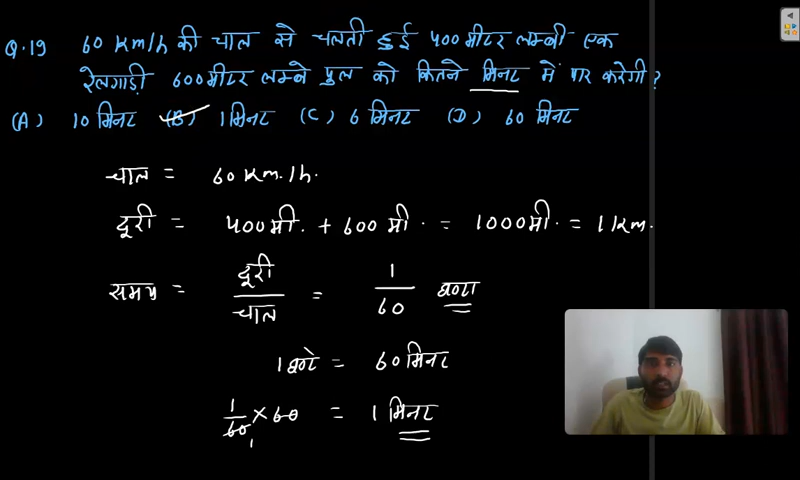 Q.19 60 Km/h की चाल से चलती हुई 400 मीटर लम्बी एक
रेलगाड़ी 600 मीटर लम्बे पुल को कितने मिनट में पार करेगी?
(A) 10 मिनट (B) 1 मिनट (C) 6 मिनट (D) 60 मिनट
चाल = 60 Km./h.
दूरी = 400 मी. + 600 मी. = 1000 मी. = 1 Km.
समय = दूरी/चाल = 1/60 घण्टा
1 घण्टे = 60 मिनट
1/60 × 60 = 1 मिनट
1